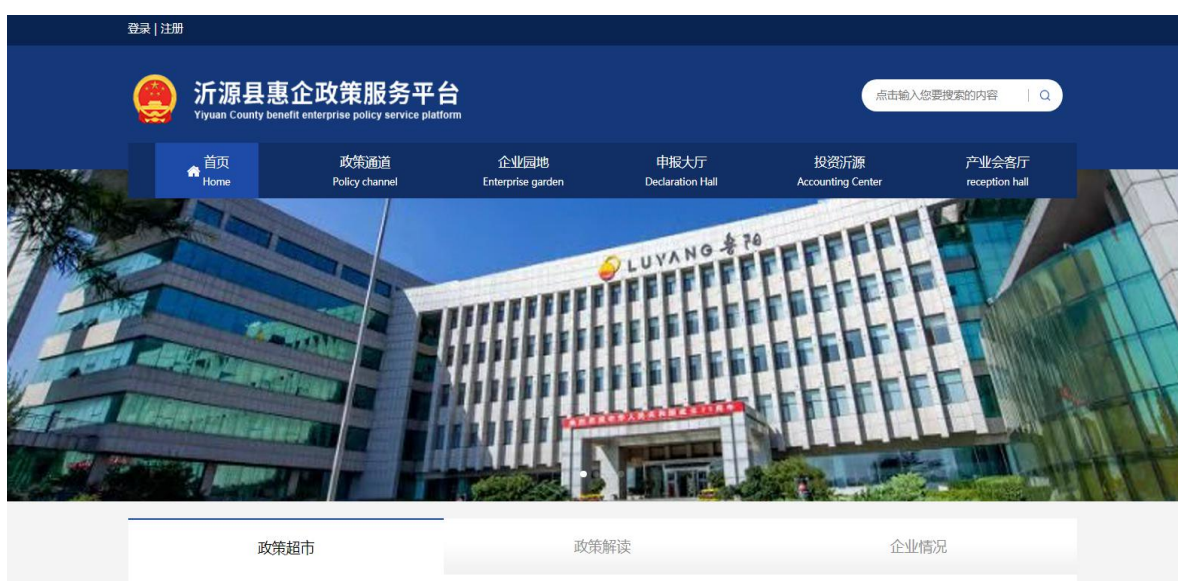 登录 | 注册
沂源县惠企政策服务平台
Yiyuan County benefit enterprise policy service platform
点击输入您要搜索的内容
首页
Home
政策通道
Policy channel
企业园地
Enterprise garden
申报大厅
Declaration Hall
投资沂源
Accounting Center
产业会客厅
reception hall
LUYANG 鲁阳
政策超市
政策解读
企业情况